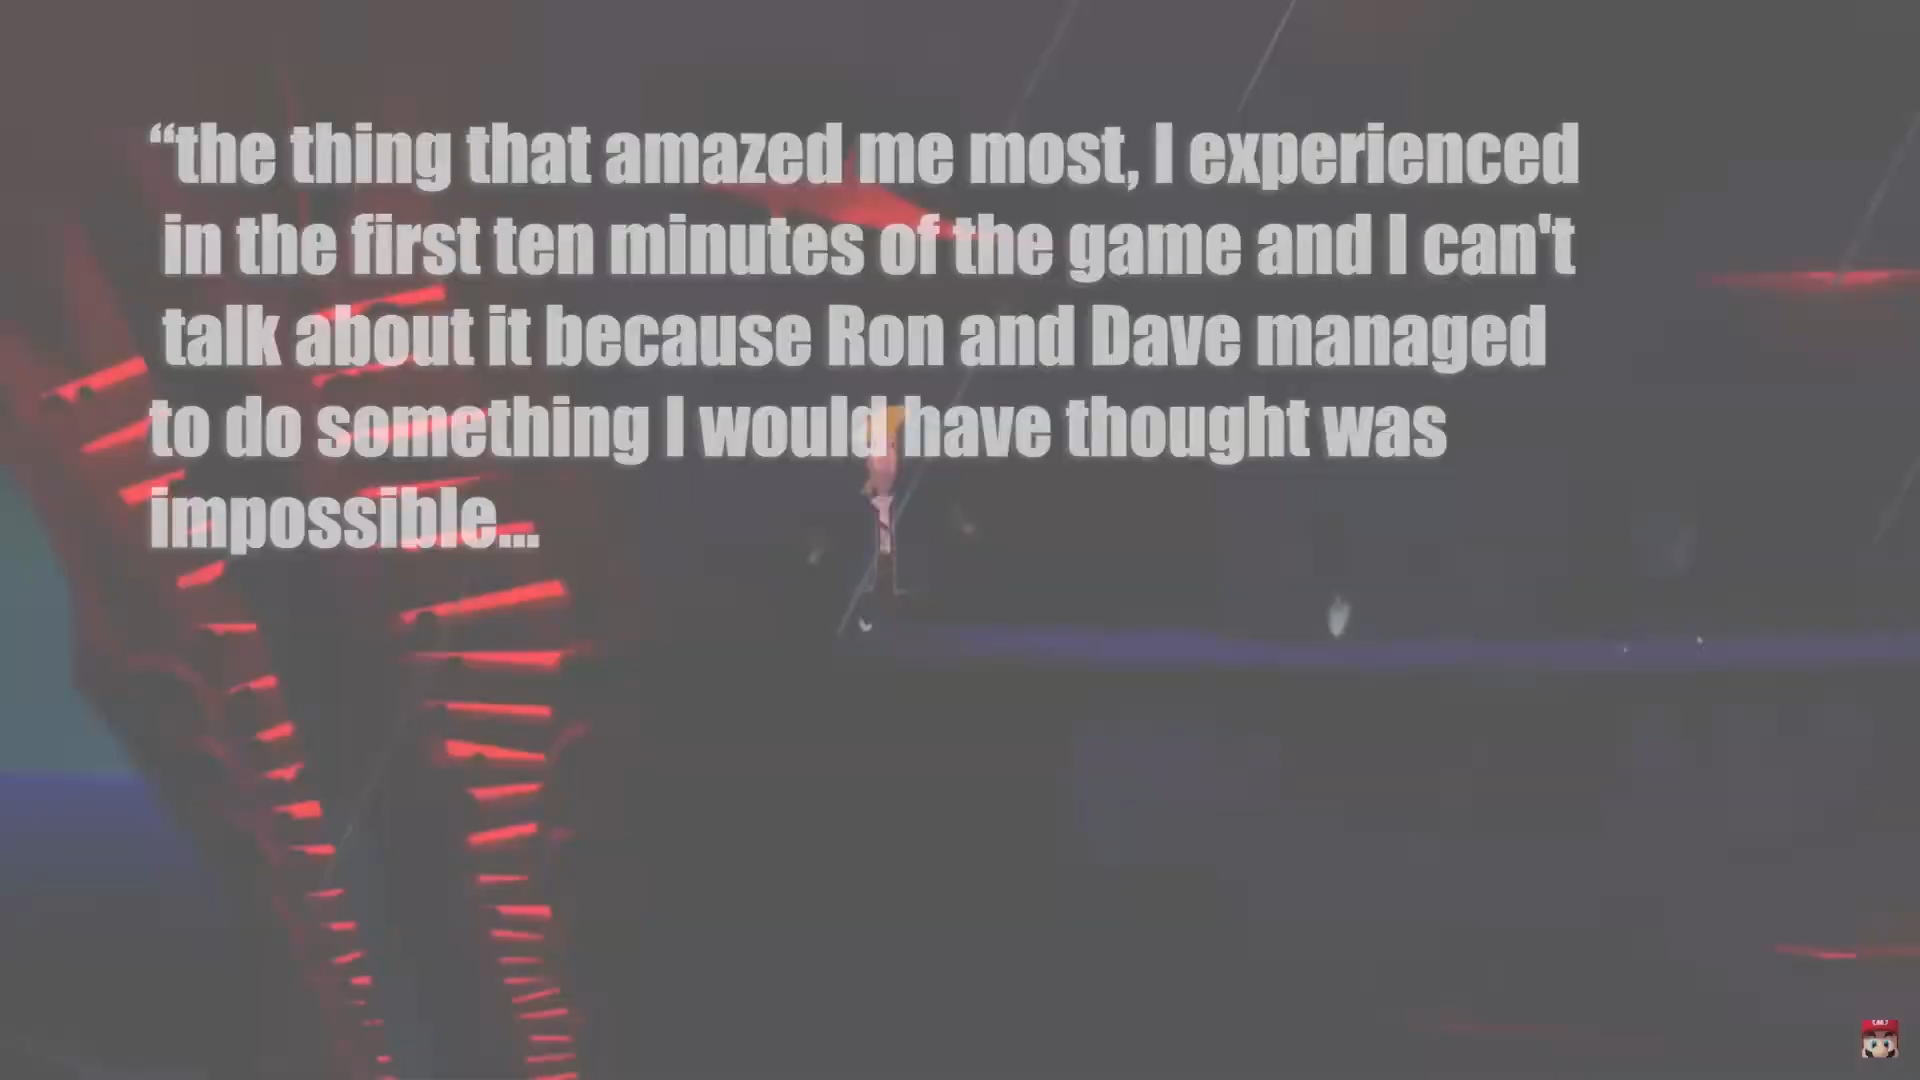 “the thing that amazed me most, I experienced
in the first ten minutes of the game and I can't
talk about it because Ron and Dave managed
to do something I would have thought was
impossible...